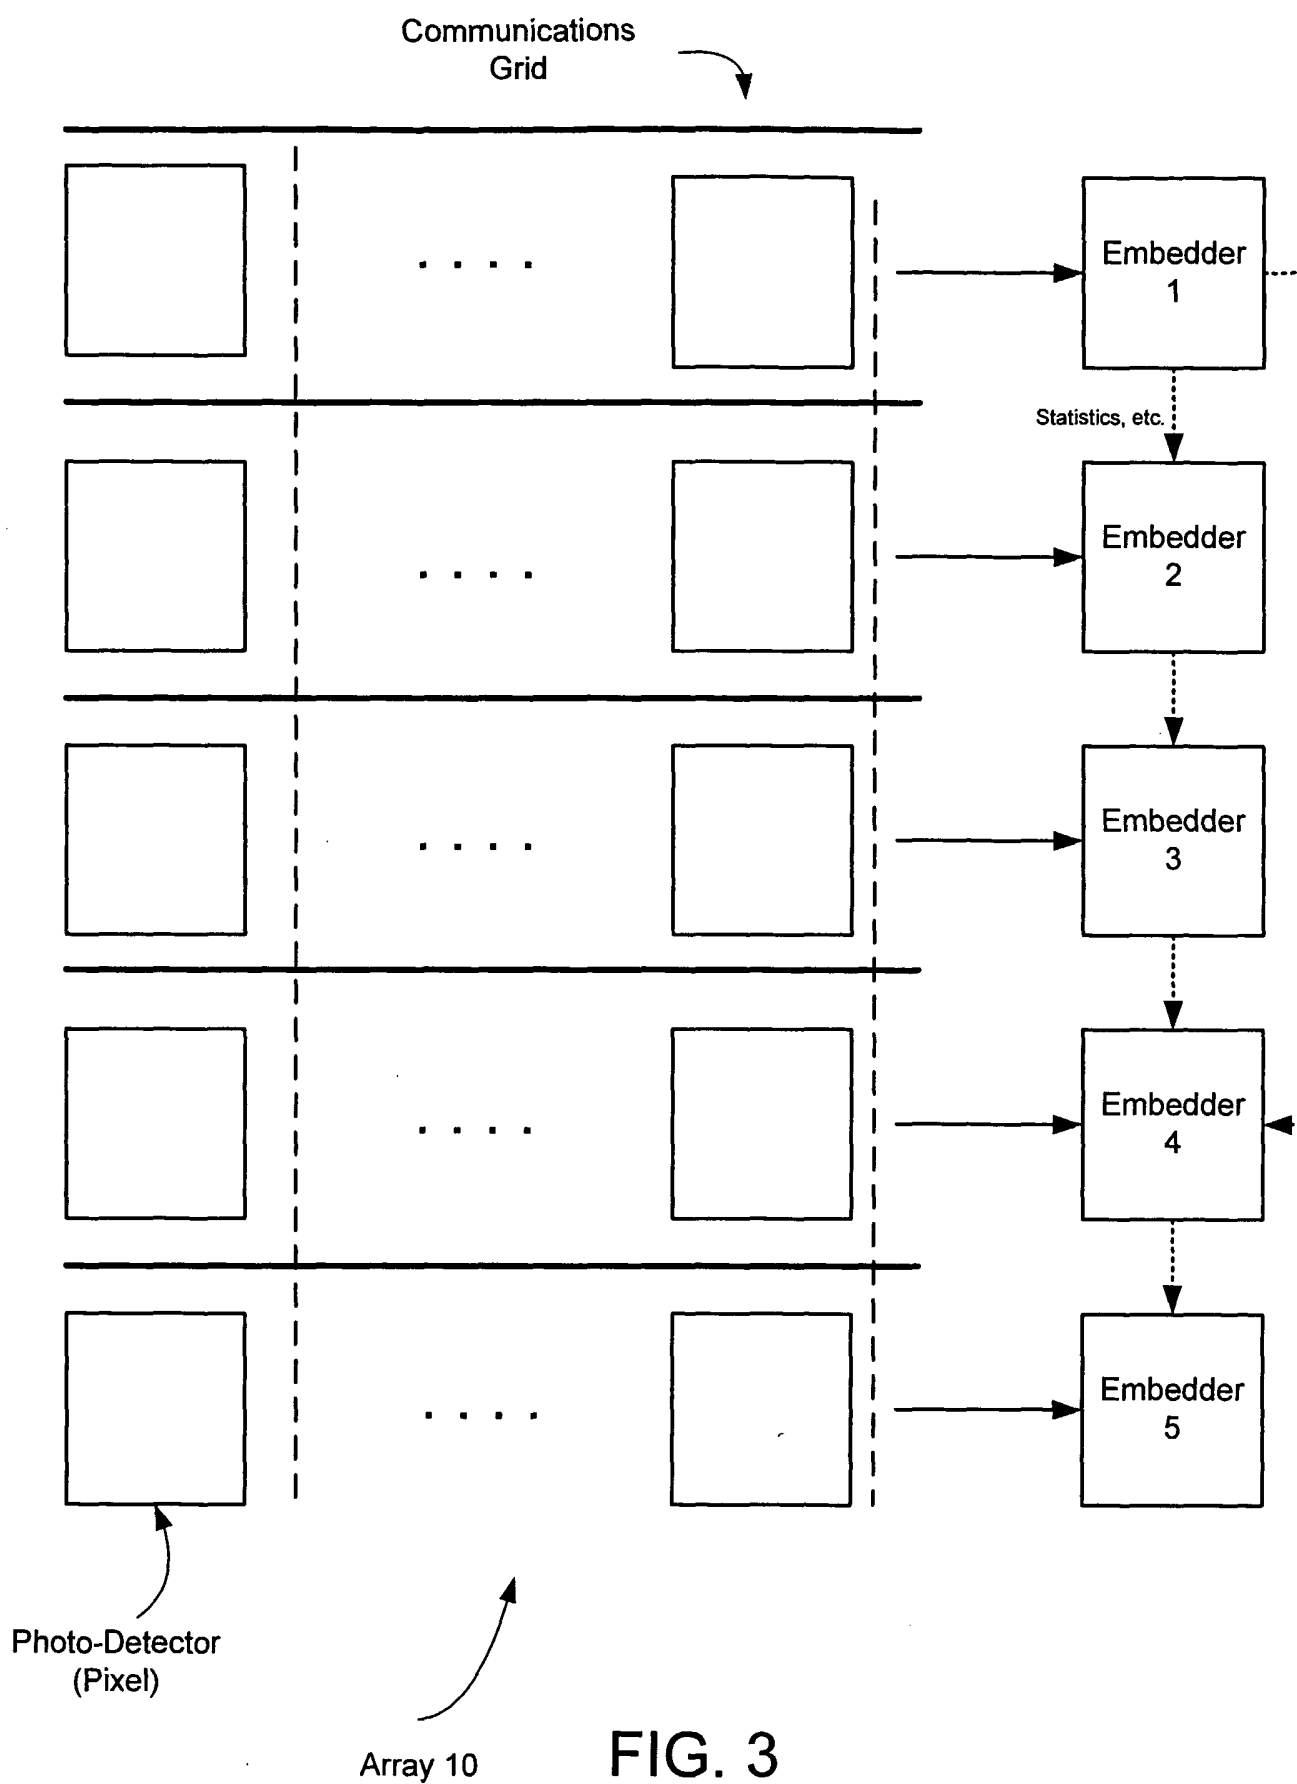 Communications
Grid
Embedder
1
Statistics, etc.
Embedder
2
Embedder
3
Embedder
4
Embedder
5
Photo-Detector
(Pixel)
Array 10
FIG. 3